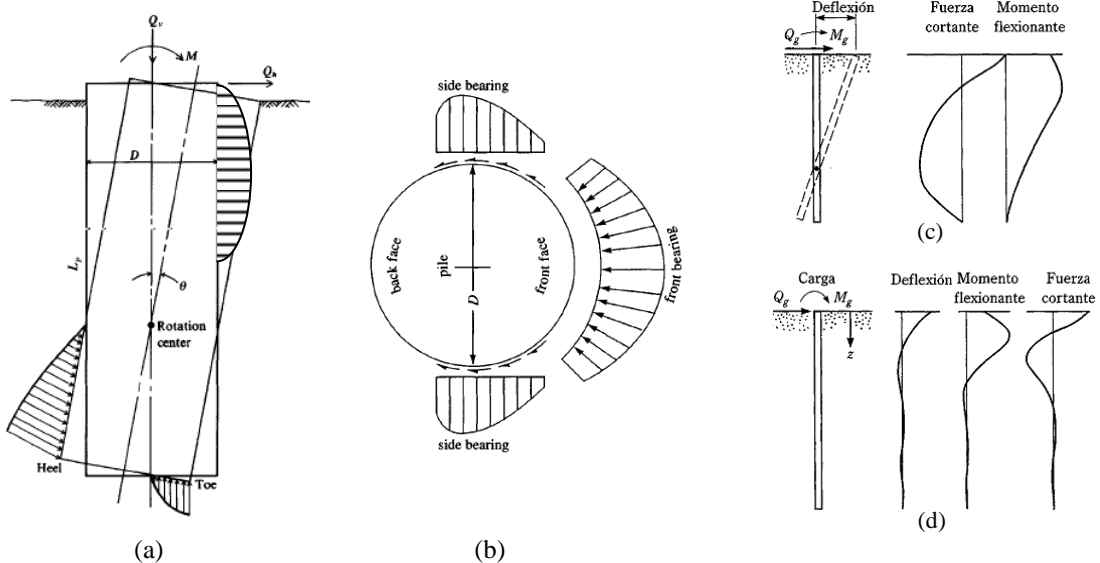 Q_v
M
Q_h
D
L_p
θ
Rotation
center
Heel
Toe
(a)
side bearing
back face
pile
D
front face
front bearing
side bearing
(b)
Deflexión
Q_g
M_g
Fuerza
cortante
Momento
flexionante
(c)
Carga
Q_g
M_g
z
Deflexión
Momento
flexionante
Fuerza
cortante
(d)